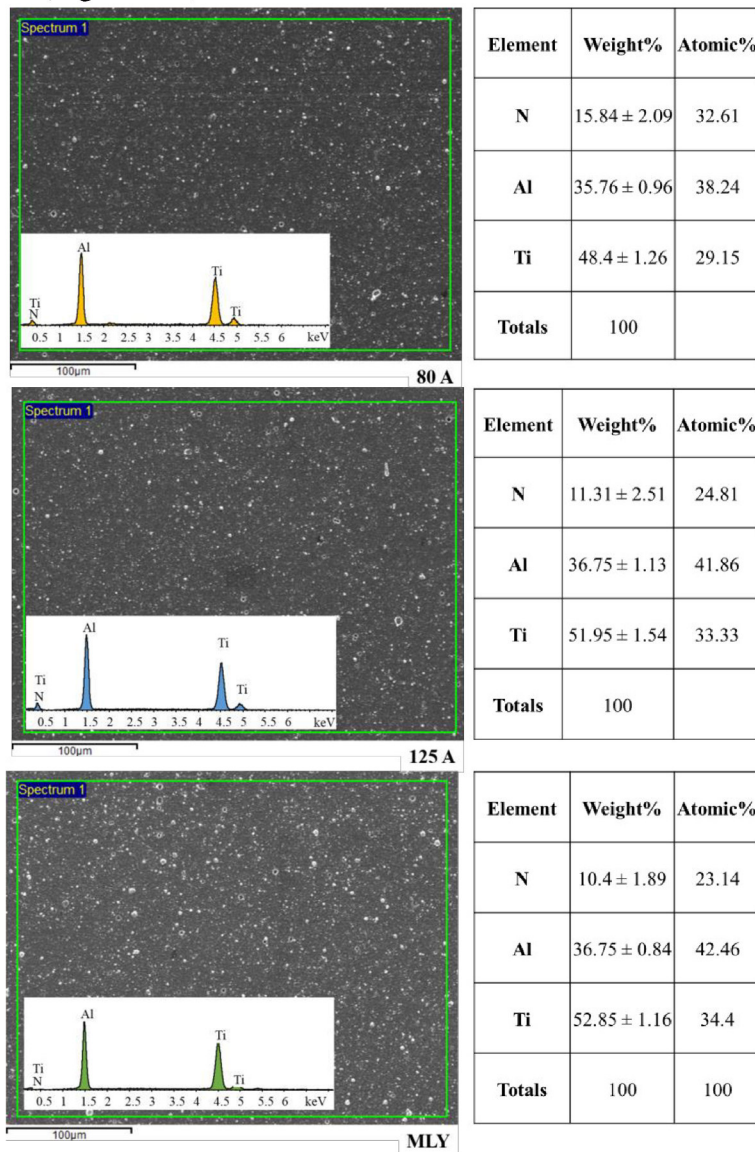 Spectrum 1
Al
Ti
Ti
N
Ti
0.5 1 1.5 2 2.5 3 3.5 4 4.5 5 5.5 6 keV
100µm
80 A
Element Weight% Atomic%
N 15.84 ± 2.09 32.61
Al 35.76 ± 0.96 38.24
Ti 48.4 ± 1.26 29.15
Totals 100
Spectrum 1
Al
Ti
Ti
N
Ti
0.5 1 1.5 2 2.5 3 3.5 4 4.5 5 5.5 6 keV
100µm
125 A
Element Weight% Atomic%
N 11.31 ± 2.51 24.81
Al 36.75 ± 1.13 41.86
Ti 51.95 ± 1.54 33.33
Totals 100
Spectrum 1
Al
Ti
Ti
N
Ti
0.5 1 1.5 2 2.5 3 3.5 4 4.5 5 5.5 6 keV
100µm
MLY
Element Weight% Atomic%
N 10.4 ± 1.89 23.14
Al 36.75 ± 0.84 42.46
Ti 52.85 ± 1.16 34.4
Totals 100 100